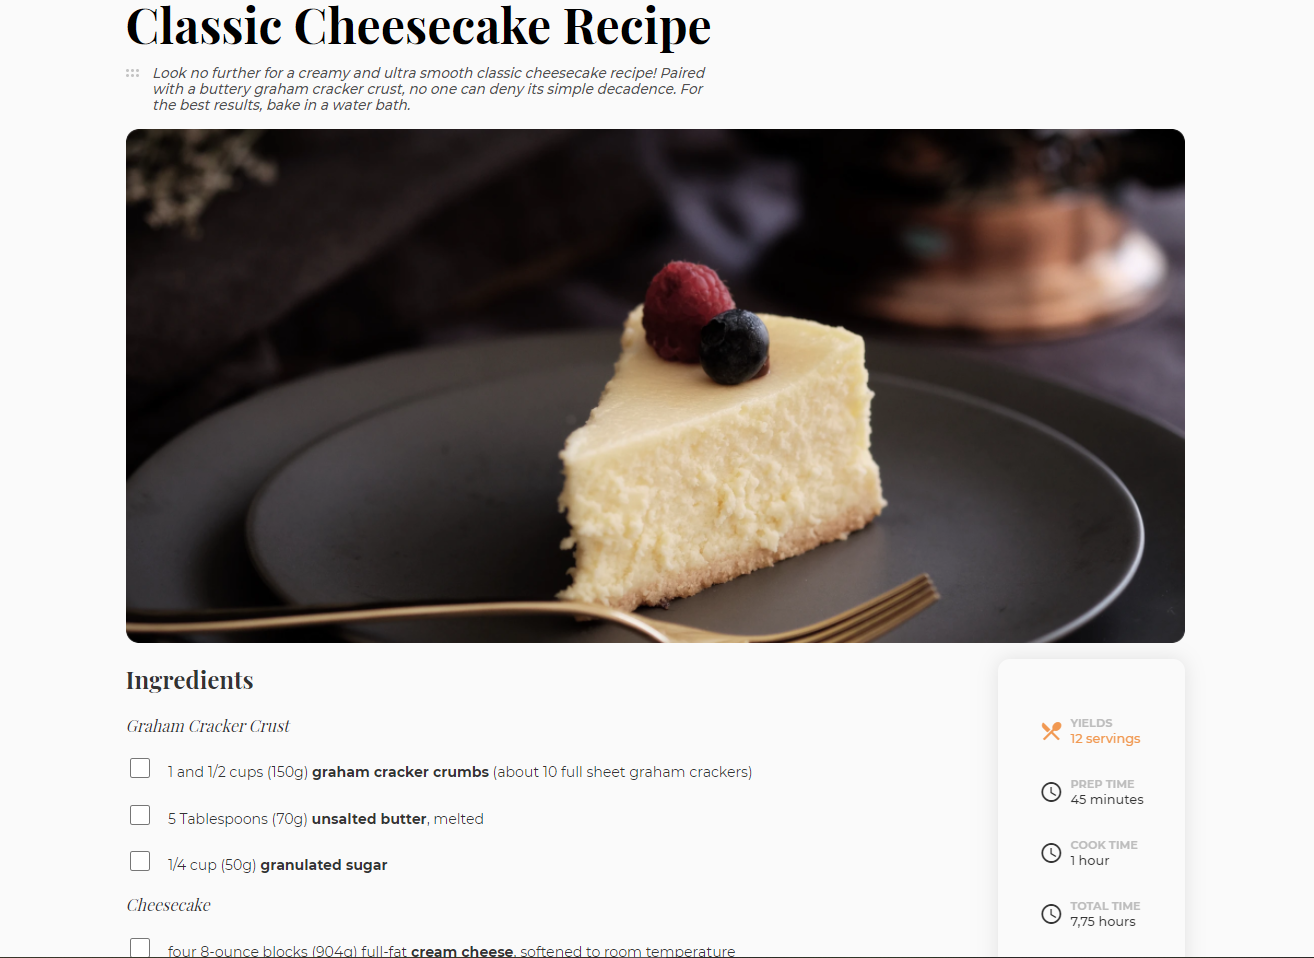 Classic Cheesecake Recipe
Look no further for a creamy and ultra smooth classic cheesecake recipe! Paired
with a buttery graham cracker crust, no one can deny its simple decadence. For
the best results, bake in a water bath.
Ingredients
Graham Cracker Crust
1 and 1/2 cups (150g) graham cracker crumbs (about 10 full sheet graham crackers)
5 Tablespoons (70g) unsalted butter, melted
1/4 cup (50g) granulated sugar
Cheesecake
four 8-ounce blocks (904g) full-fat cream cheese, softened to room temperature
YIELDS
12 servings
PREP TIME
45 minutes
COOK TIME
1 hour
TOTAL TIME
7,75 hours